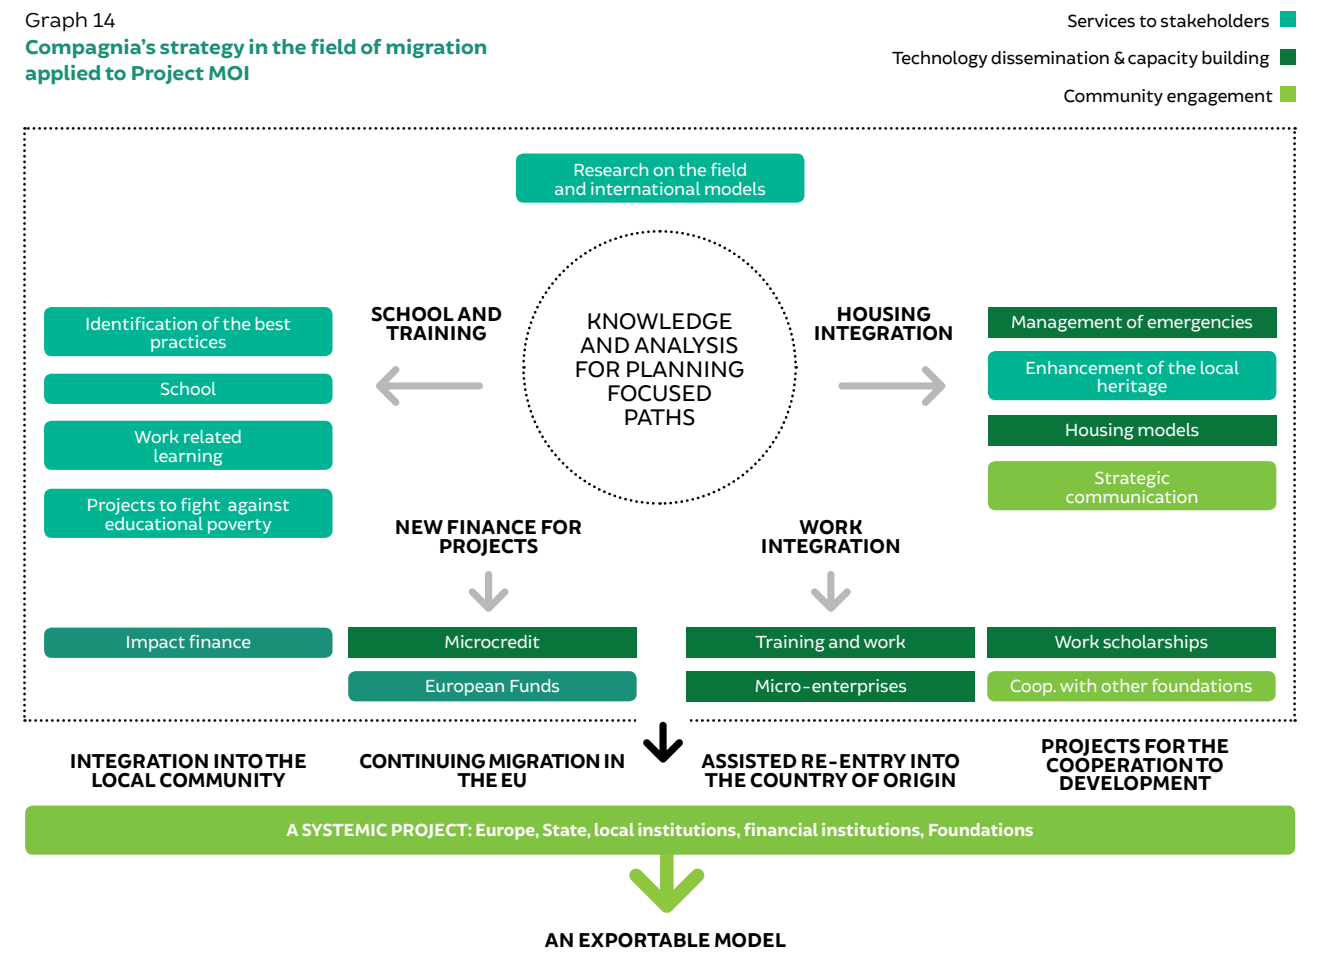 Graph 14
Compagnia's strategy in the field of migration
applied to Project MOI
Services to stakeholders
Technology dissemination & capacity building
Community engagement
Research on the field
and international models
KNOWLEDGE
AND ANALYSIS
FOR PLANNING
FOCUSED
PATHS
SCHOOL AND
TRAINING
Identification of the best
practices
School
Work related
learning
Projects to fight against
educational poverty
HOUSING
INTEGRATION
Management of emergencies
Enhancement of the local
heritage
Housing models
Strategic
communication
NEW FINANCE FOR
PROJECTS
WORK
INTEGRATION
Impact finance
Microcredit
Training and work
Work scholarships
European Funds
Micro-enterprises
Coop. with other foundations
INTEGRATION INTO THE
LOCAL COMMUNITY
CONTINUING MIGRATION IN
THE EU
ASSISTED RE-ENTRY INTO
THE COUNTRY OF ORIGIN
PROJECTS FOR THE
COOPERATION TO
DEVELOPMENT
A SYSTEMIC PROJECT: Europe, State, local institutions, financial institutions, Foundations
AN EXPORTABLE MODEL